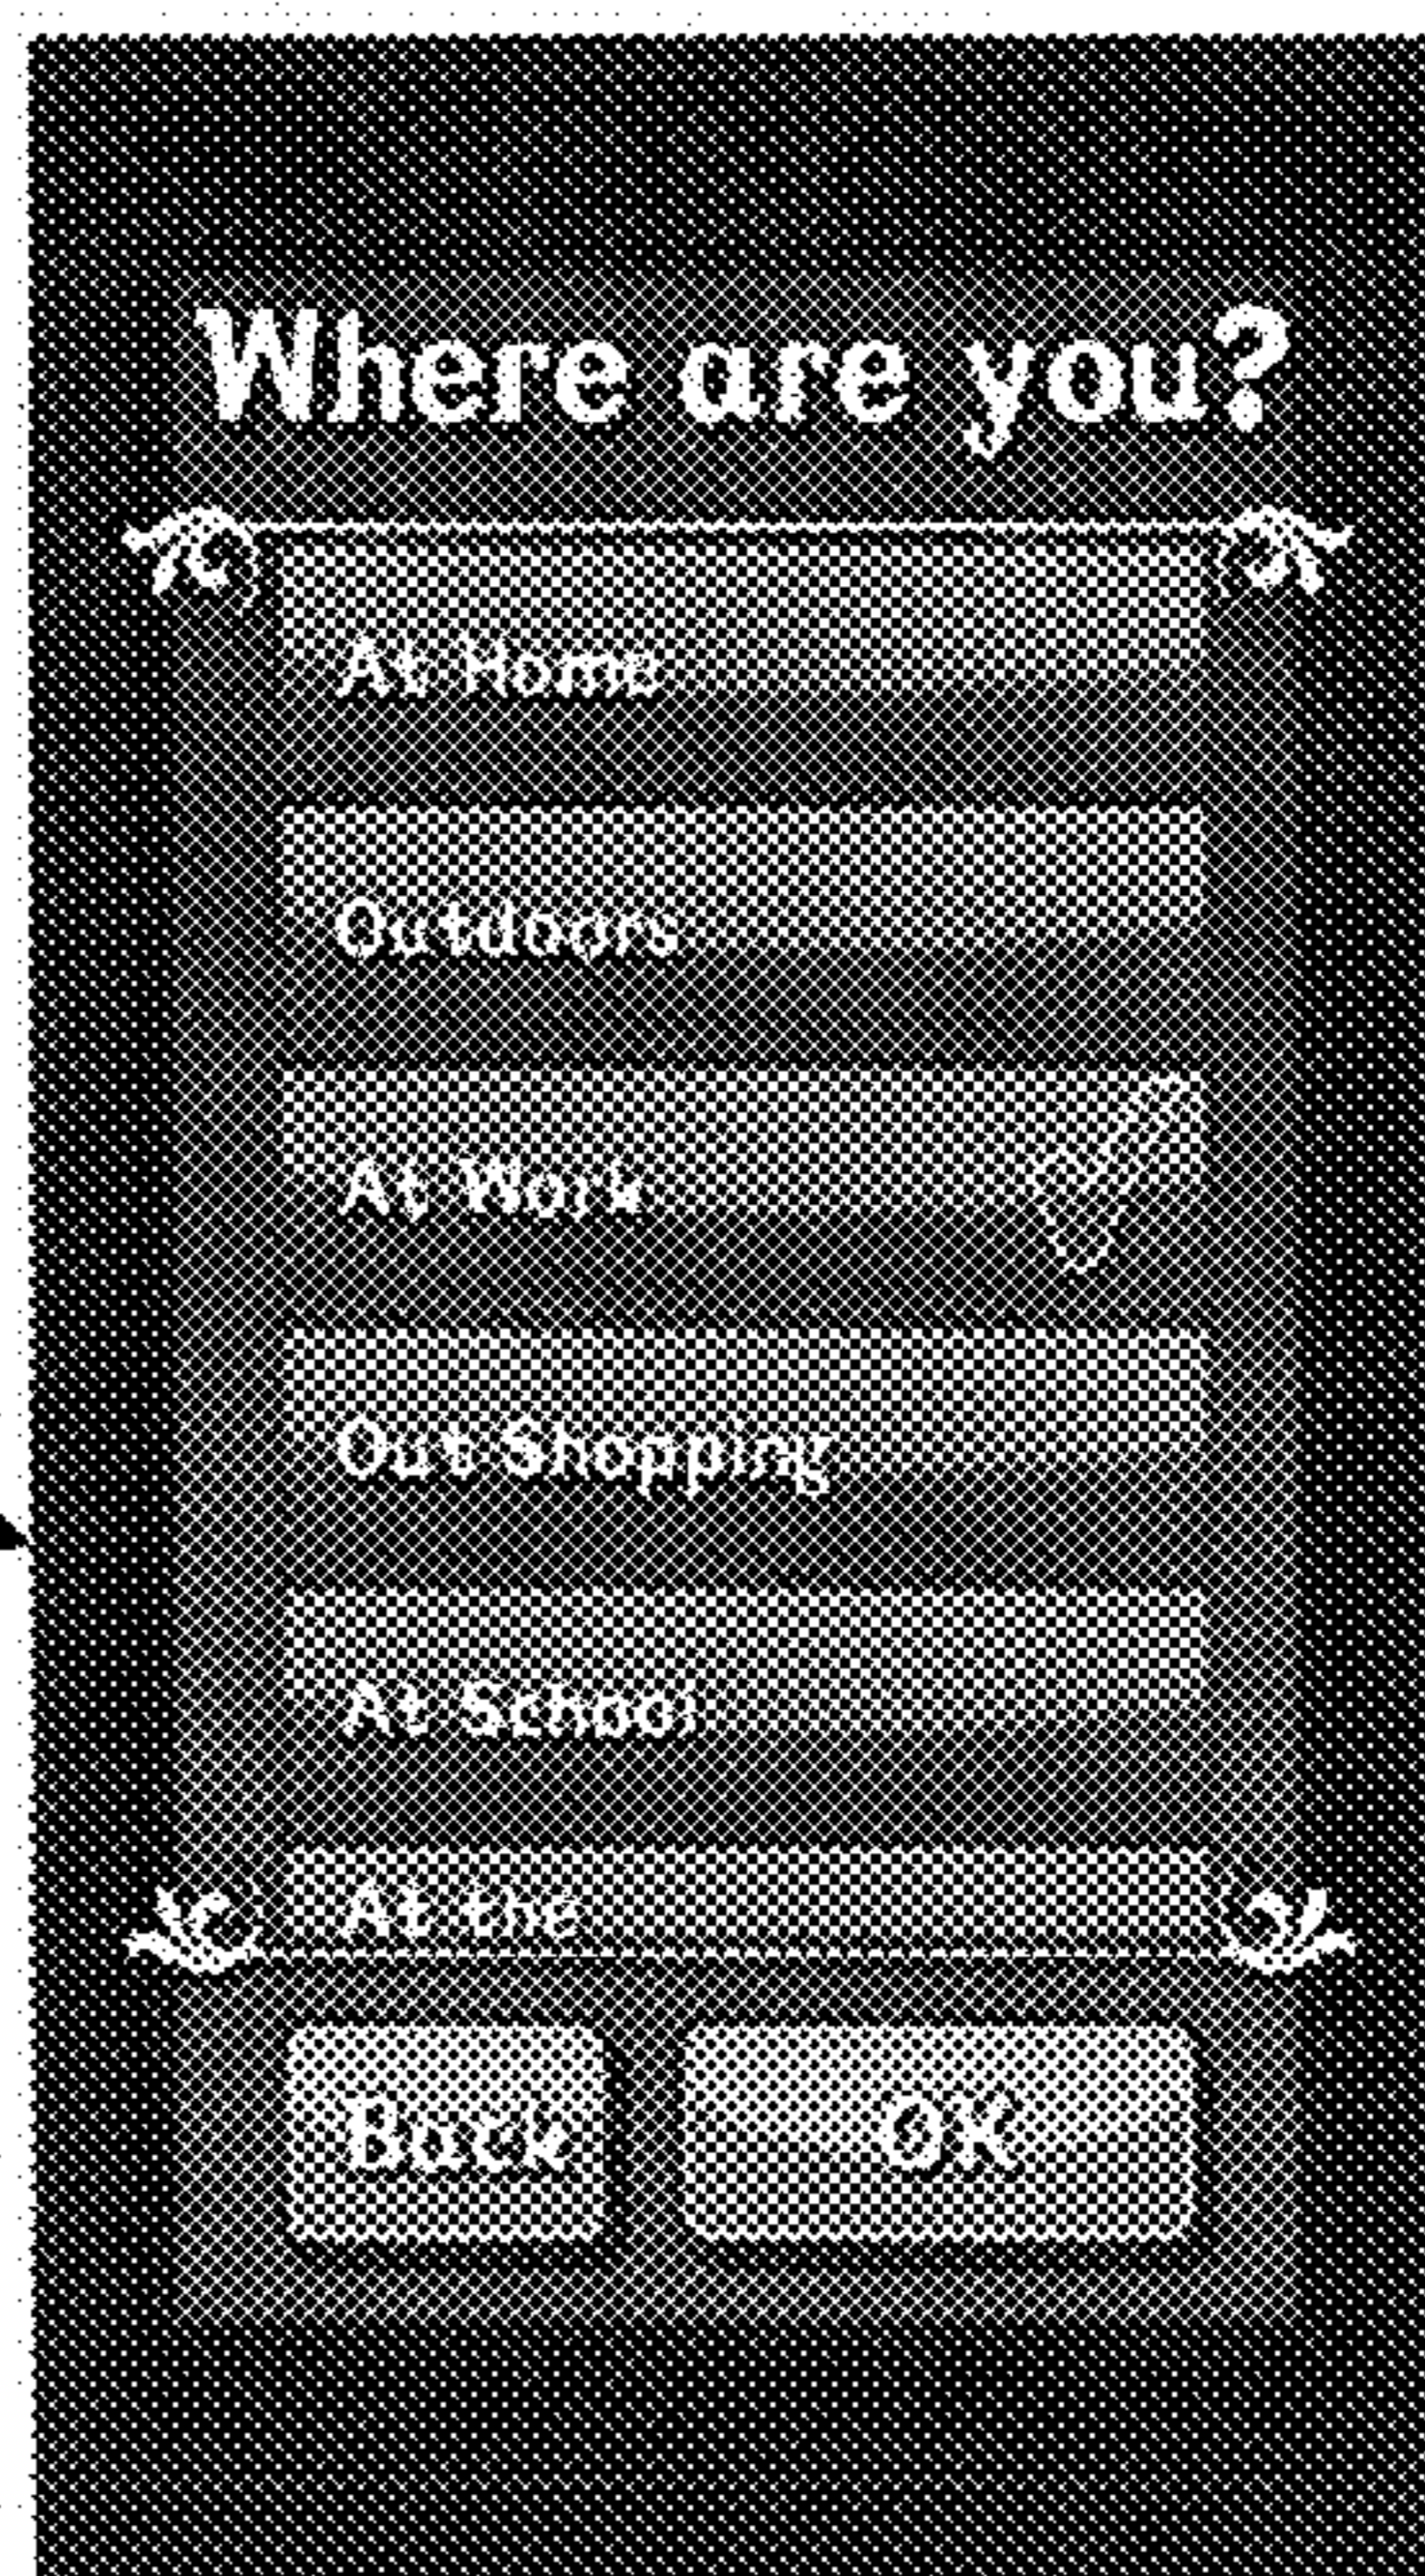 Where are you?
At Home
Outdoors
At Work
Out Shopping
At School
At the
Back
OK